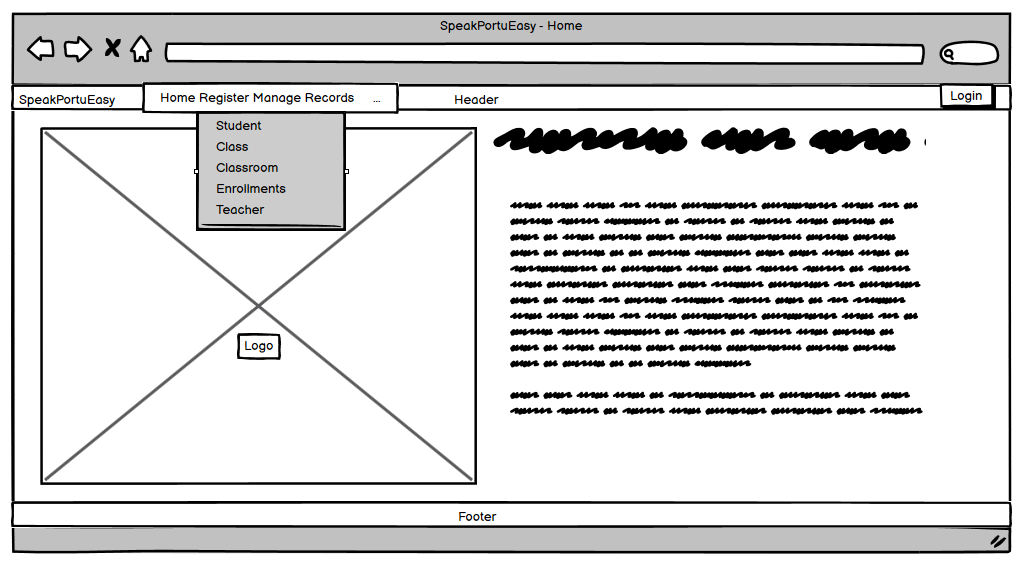 SpeakPortuEasy - Home
SpeakPortuEasy
Home Register Manage Records ...
Header
Login
Student
Class
Classroom
Enrollments
Teacher
Logo
Footer